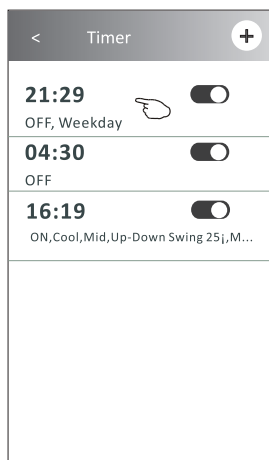 < Timer +
21:29
OFF, Weekday
04:30
OFF
16:19
ON,Cool,Mid,Up-Down Swing 25¡,M...